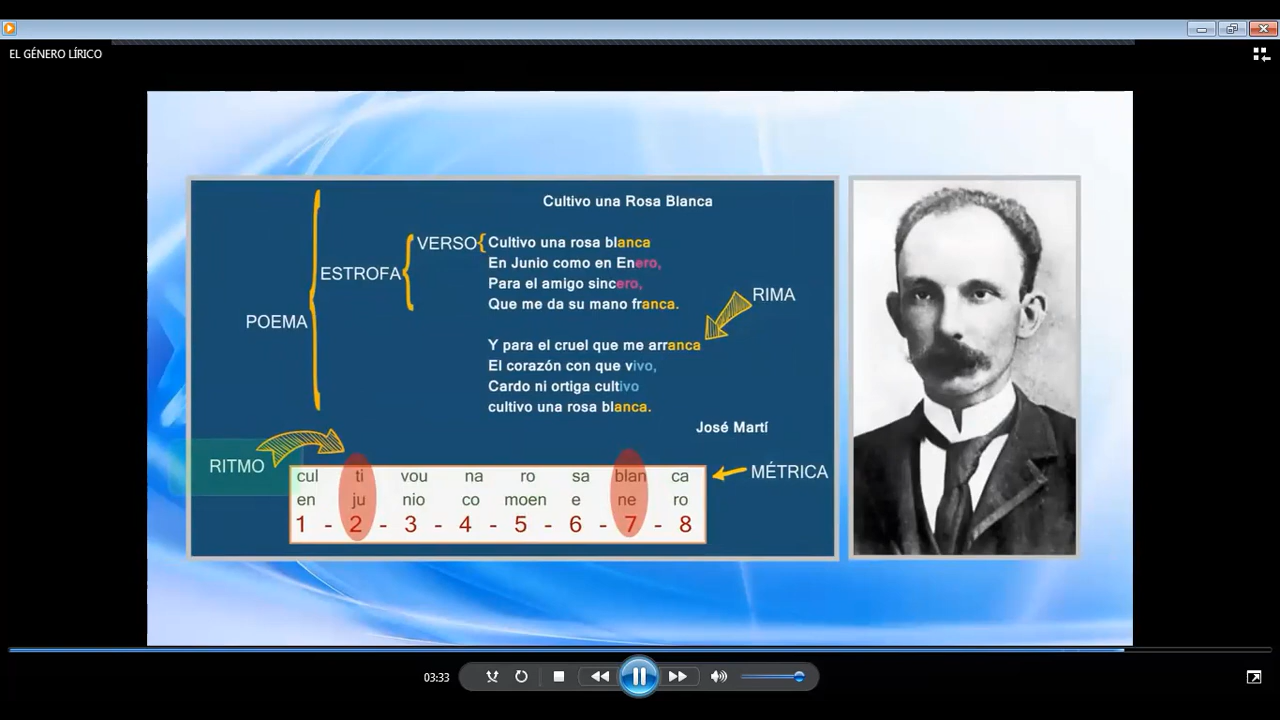 EL GÉNERO LÍRICO
Cultivo una Rosa Blanca
VERSO
Cultivo una rosa blanca
En Junio como en Enero,
ESTROFA
Para el amigo sincero,
Que me da su mano franca.
RIMA
POEMA
Y para el cruel que me arranca
El corazón con que vivo,
Cardo ni ortiga cultivo
cultivo una rosa blanca.
José Martí
RITMO
cul ti vou na ro sa blan ca
MÉTRICA
en ju nio co moen e ne ro
1 - 2 - 3 - 4 - 5 - 6 - 7 - 8
03:33